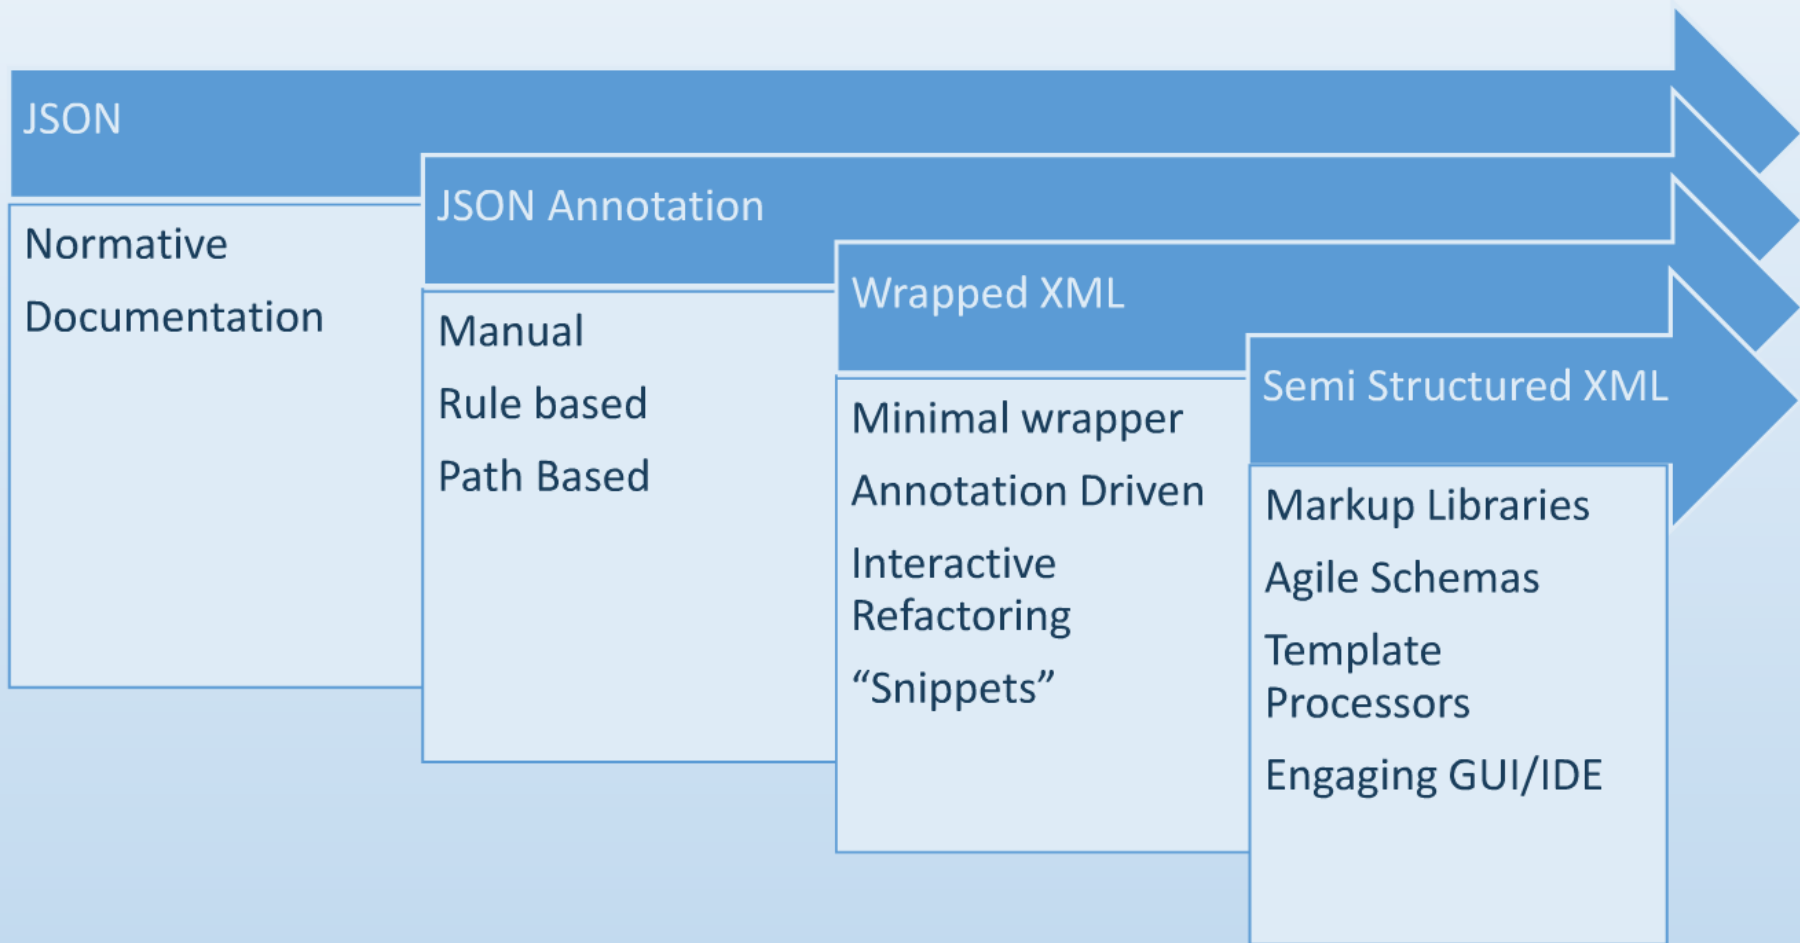 JSON
Normative
Documentation
JSON Annotation
Manual
Rule based
Path Based
Wrapped XML
Minimal wrapper
Annotation Driven
Interactive
Refactoring
“Snippets”
Semi Structured XML
Markup Libraries
Agile Schemas
Template
Processors
Engaging GUI/IDE